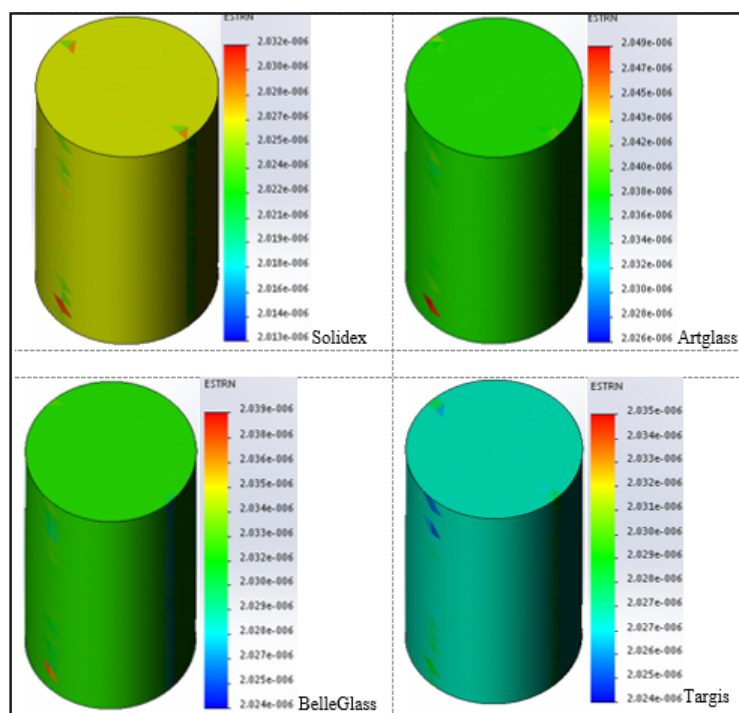 ESTRN
2.032e-006
2.030e-006
2.028e-006
2.027e-006
2.025e-006
2.024e-006
2.022e-006
2.021e-006
2.019e-006
2.018e-006
2.016e-006
2.014e-006
2.013e-006
Solidex
ESTRN
2.049e-006
2.047e-006
2.045e-006
2.043e-006
2.042e-006
2.040e-006
2.038e-006
2.036e-006
2.034e-006
2.032e-006
2.030e-006
2.028e-006
2.026e-006
Artglass
ESTRN
2.039e-006
2.038e-006
2.036e-006
2.035e-006
2.034e-006
2.033e-006
2.032e-006
2.030e-006
2.029e-006
2.028e-006
2.027e-006
2.025e-006
2.024e-006
BelleGlass
ESTRN
2.035e-006
2.034e-006
2.033e-006
2.032e-006
2.031e-006
2.030e-006
2.029e-006
2.028e-006
2.027e-006
2.026e-006
2.025e-006
2.024e-006
Targis